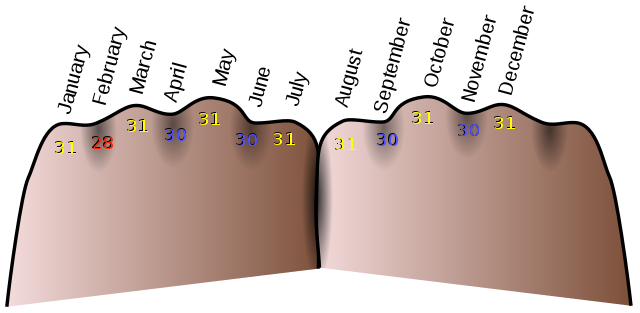 January
February
March
April
May
June
July
August
September
October
November
December
31
28
31
30
31
30
31
31
30
31
30
31